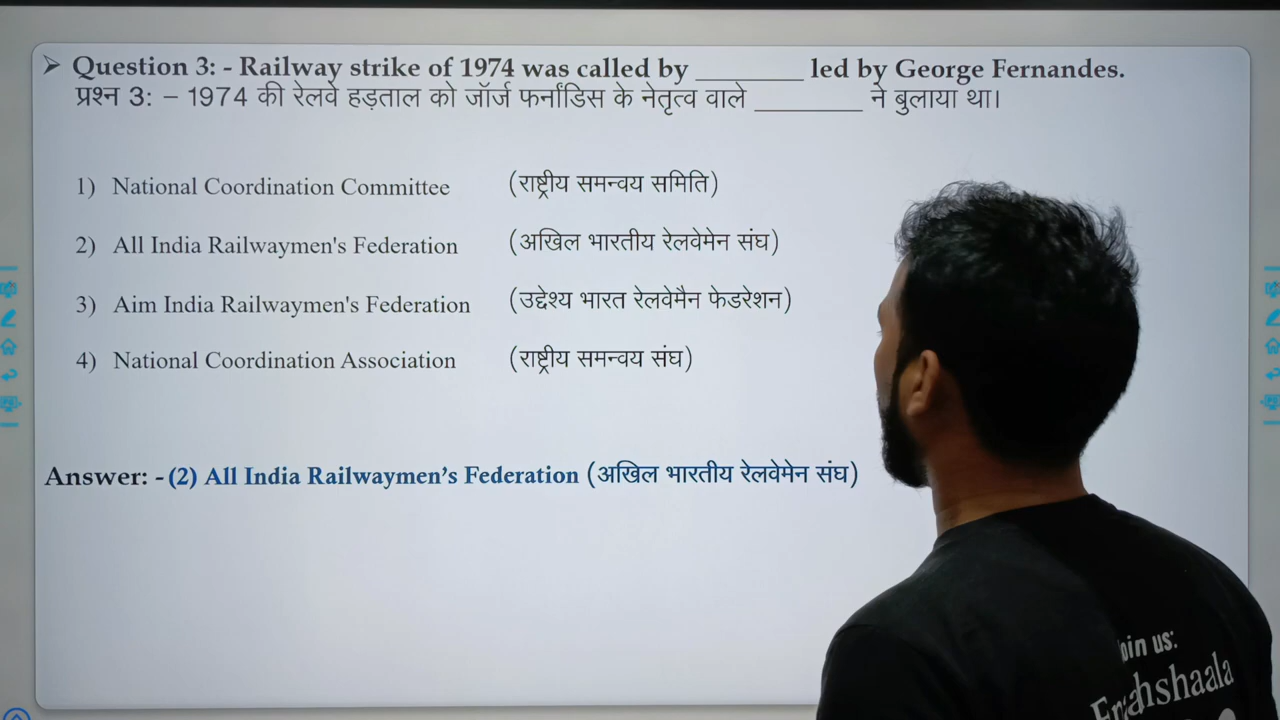 ➤ Question 3: - Railway strike of 1974 was called by ________ led by George Fernandes.
प्रश्न 3: – 1974 की रेलवे हड़ताल को जॉर्ज फर्नांडिस के नेतृत्व वाले ________ ने बुलाया था।
1) National Coordination Committee (राष्ट्रीय समन्वय समिति)
2) All India Railwaymen's Federation (अखिल भारतीय रेलवेमेन संघ)
3) Aim India Railwaymen's Federation (उद्देश्य भारत रेलवेमैन फेडरेशन)
4) National Coordination Association (राष्ट्रीय समन्वय संघ)
Answer: - (2) All India Railwaymen’s Federation (अखिल भारतीय रेलवेमेन संघ)
us: